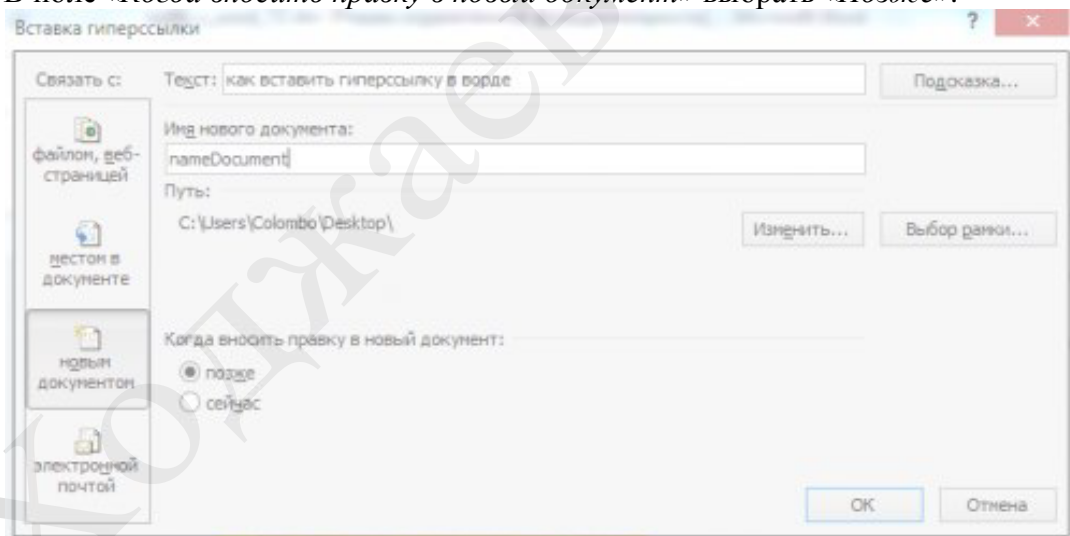 В поле «Когда вносить правку в новый документ» выбрать «Позже».
Вставка гиперссылки
?
Связать с:
Текст: как вставить гиперссылку в ворде
Подсказка...
файлом, веб-
страницей
Имя нового документа:
nameDocument
Путь:
C:\Users\Colombo\Desktop\
Изменить...
Выбор рамки...
местом в
документе
новым
документом
Когда вносить правку в новый документ:
позже
сейчас
электронной
почтой
ОК
Отмена
Ходжаев